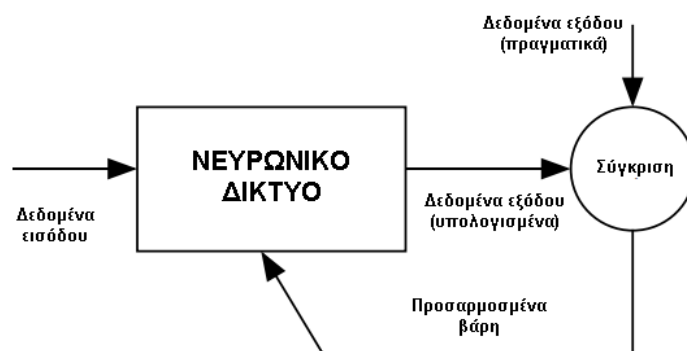 Δεδομένα εξόδου
(πραγματικά)
ΝΕΥΡΩΝΙΚΟ
ΔΙΚΤΥΟ
Σύγκριση
Δεδομένα
εισόδου
Δεδομένα εξόδου
(υπολογισμένα)
Προσαρμοσμένα
βάρη